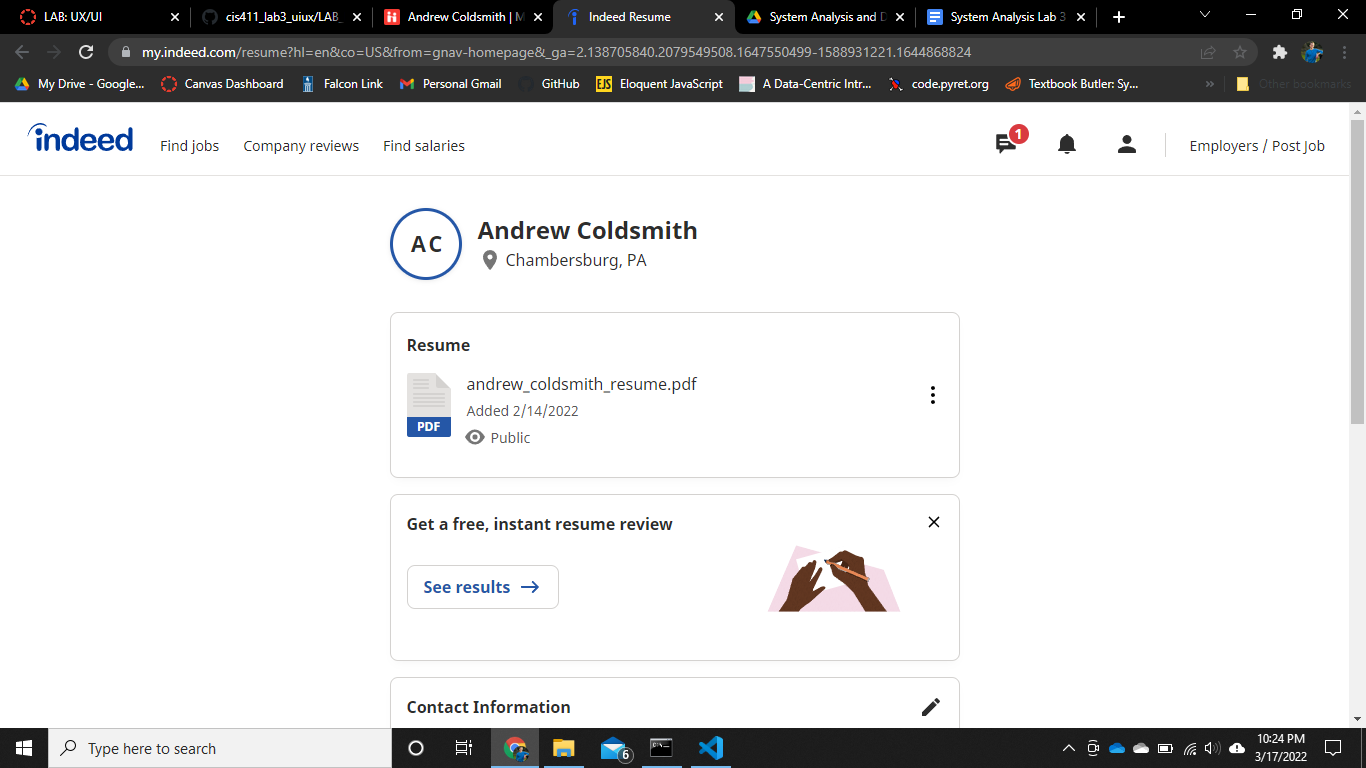 LAB: UX/UI
cis411_lab3_uiux/LAB_
Andrew Coldsmith | M
Indeed Resume
System Analysis and D
System Analysis Lab 3
my.indeed.com/resume?hl=en&co=US&from=gnav-homepage&_ga=2.138705840.2079549508.1647550499-1588931221.1644868824
My Drive - Google...
Canvas Dashboard
Falcon Link
Personal Gmail
GitHub
EJS
Eloquent JavaScript
A Data-Centric Intr...
code.pyret.org
Textbook Butler: Sy...
»
Other bookmarks
indeed
Find jobs
Company reviews
Find salaries
1
Employers / Post Job
AC
Andrew Coldsmith
Chambersburg, PA
Resume
PDF
andrew_coldsmith_resume.pdf
Added 2/14/2022
Public
Get a free, instant resume review
See results
Contact Information
Type here to search
6
10:24 PM
3/17/2022